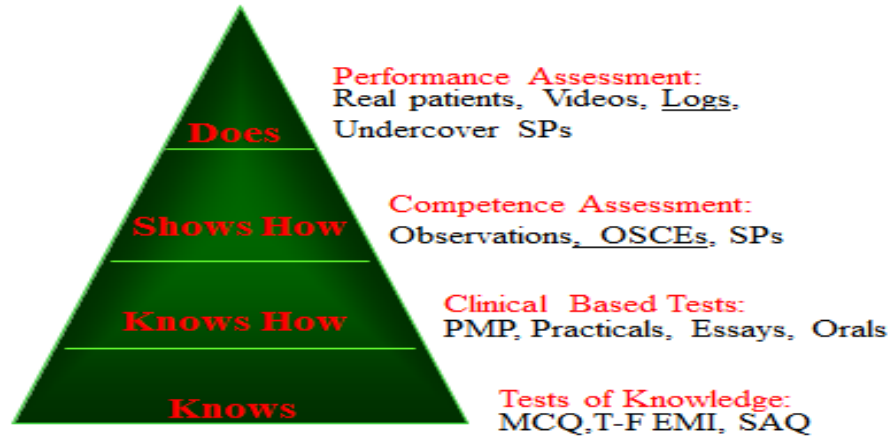 Performance Assessment:
Real patients, Videos, Logs,
Undercover SPs
Does
Competence Assessment:
Observations, OSCEs, SPs
Shows How
Clinical Based Tests:
PMP, Practicals, Essays, Orals
Knows How
Tests of Knowledge:
MCQ,T-F EMI, SAQ
Knows